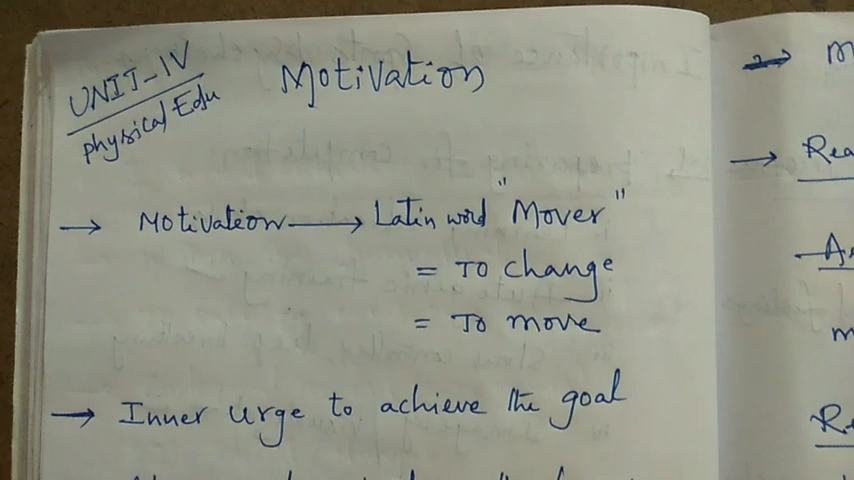 UNIT-IV
Physical Edu
Motivation
→ Motivation → Latin word "Mover"
= To change
= To move
→ Inner urge to achieve the goal